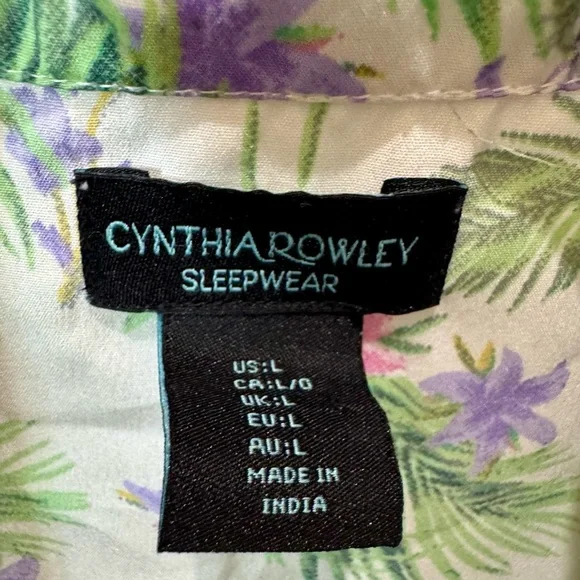 CYNTHIA ROWLEY
SLEEPWEAR
US:L
CA:L/G
UK:L
EU:L
AU:L
MADE IN
INDIA